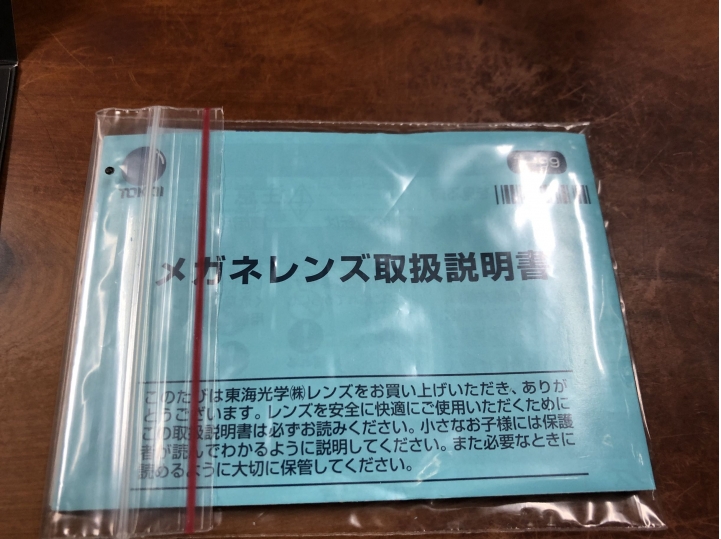 TOKAI
メガネレンズ取扱説明書
このたびは東海光学㈱レンズをお買い上げいただき、ありが
とうございます。レンズを安全に快適にご使用いただくために
この取扱説明書は必ずお読みください。小さなお子様には保護
者が読んでわかるように説明してください。また必要なときに
読めるように大切に保管してください。